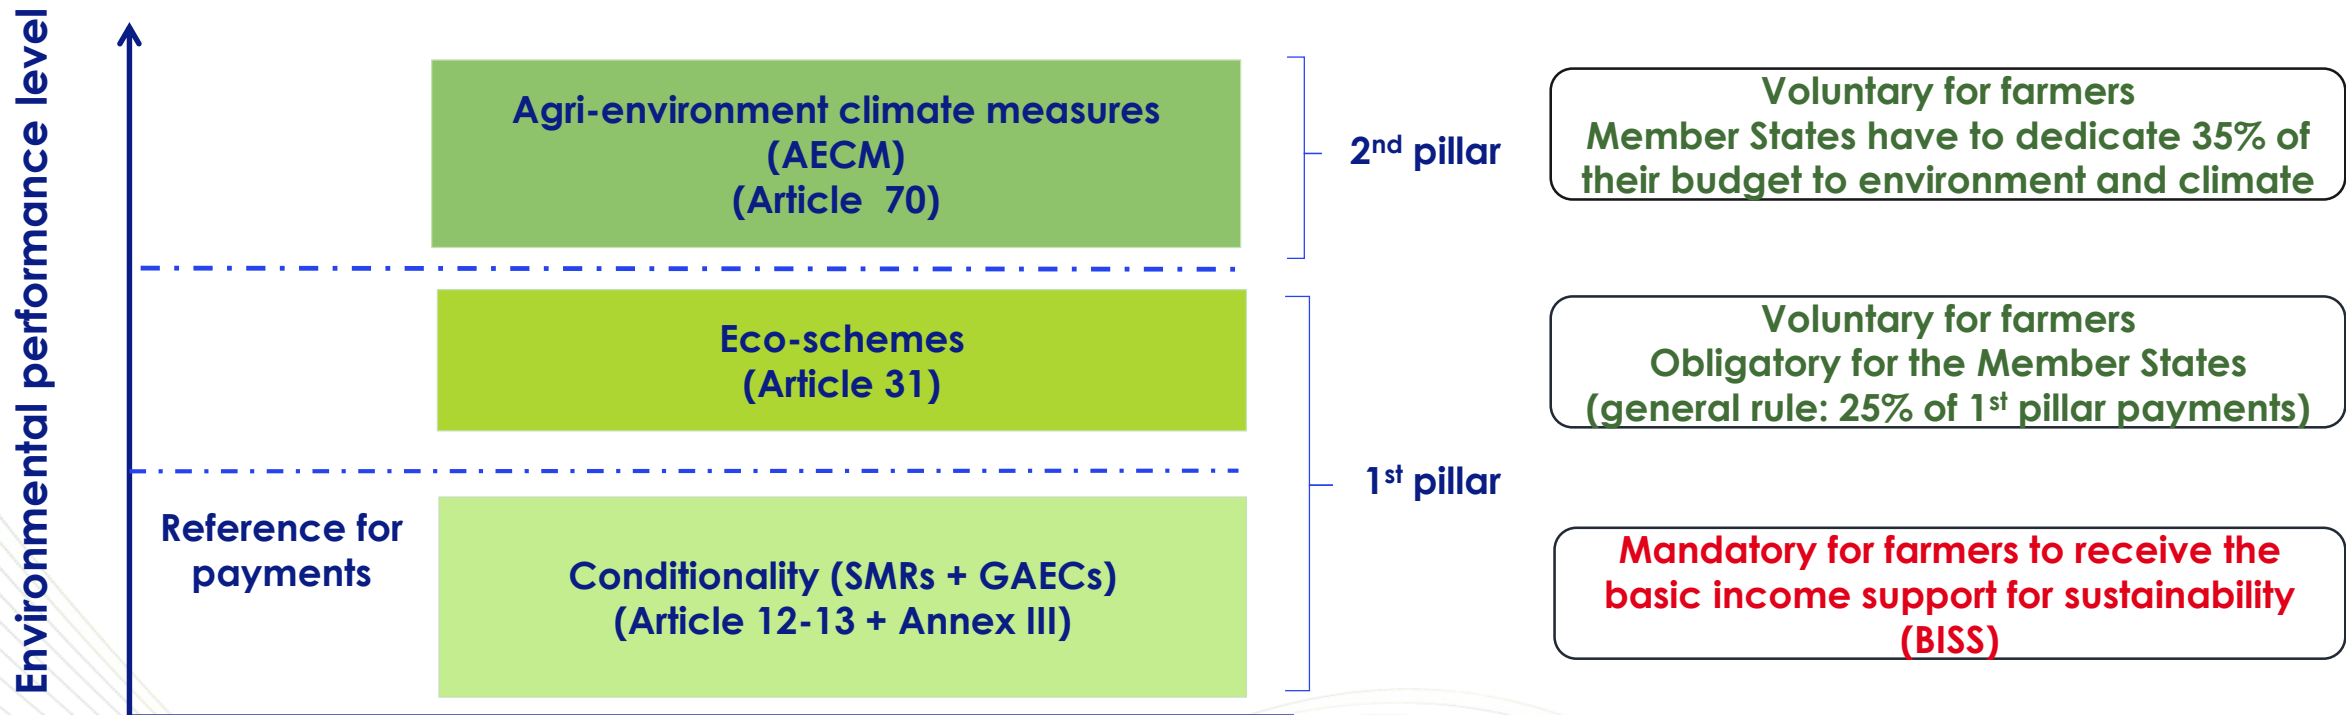 Environmental performance level
Agri-environment climate measures
(AECM)
(Article 70)
2nd pillar
Voluntary for farmers
Member States have to dedicate 35% of
their budget to environment and climate
Eco-schemes
(Article 31)
Voluntary for farmers
Obligatory for the Member States
(general rule: 25% of 1st pillar payments)
1st pillar
Reference for
payments
Conditionality (SMRs + GAECs)
(Article 12-13 + Annex III)
Mandatory for farmers to receive the
basic income support for sustainability
(BISS)